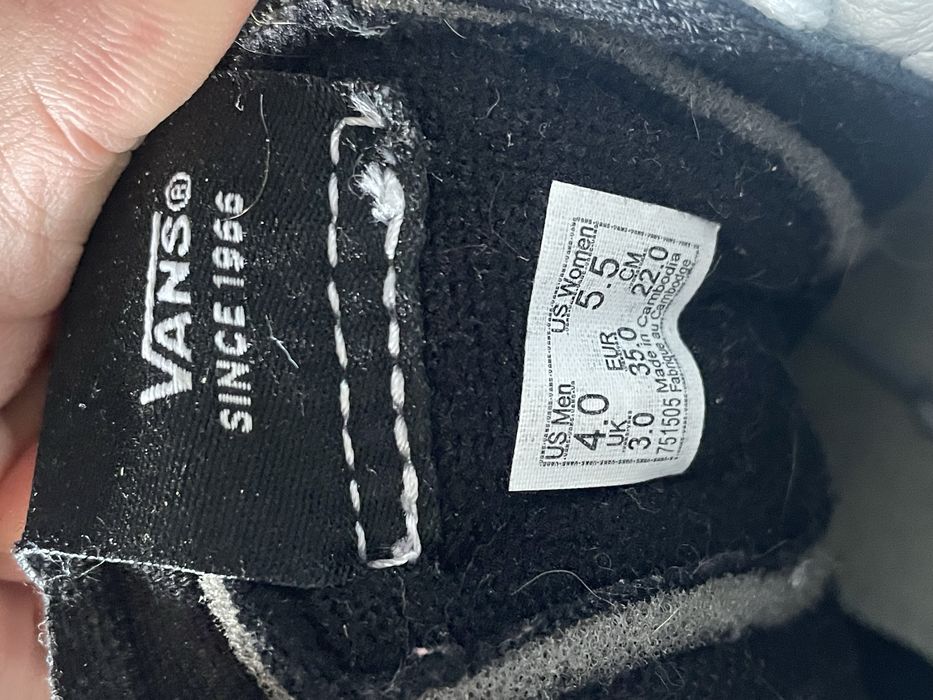 VANS®
SINCE 1966
US Men US Women
4.0 5.5
UK EUR CM
3.0 35.0 22.0
751505 Made in Cambodia
Fabriqué au Cambodge